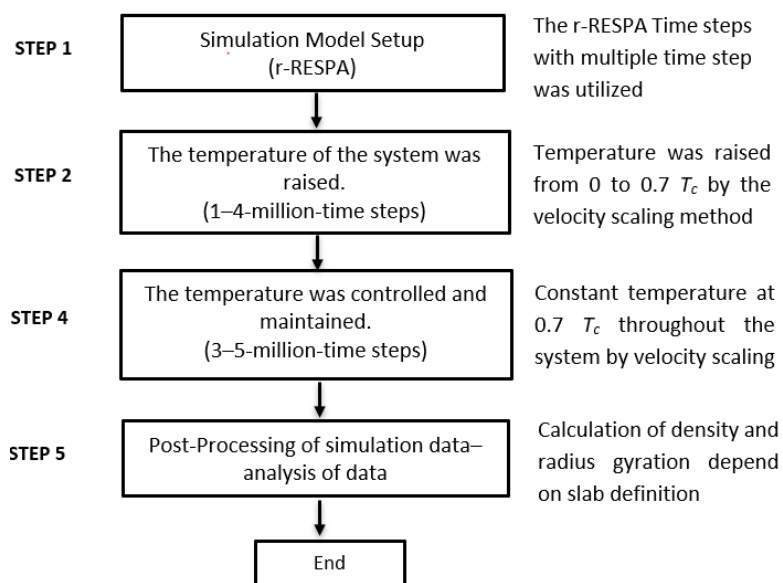 STEP 1
Simulation Model Setup
(r-RESPA)
The r-RESPA Time steps
with multiple time step
was utilized
STEP 2
The temperature of the system was
raised.
(1–4-million-time steps)
Temperature was raised
from 0 to 0.7 Tc by the
velocity scaling method
STEP 4
The temperature was controlled and
maintained.
(3–5-million-time steps)
Constant temperature at
0.7 Tc throughout the
system by velocity scaling
STEP 5
Post-Processing of simulation data–
analysis of data
Calculation of density and
radius gyration depend
on slab definition
End